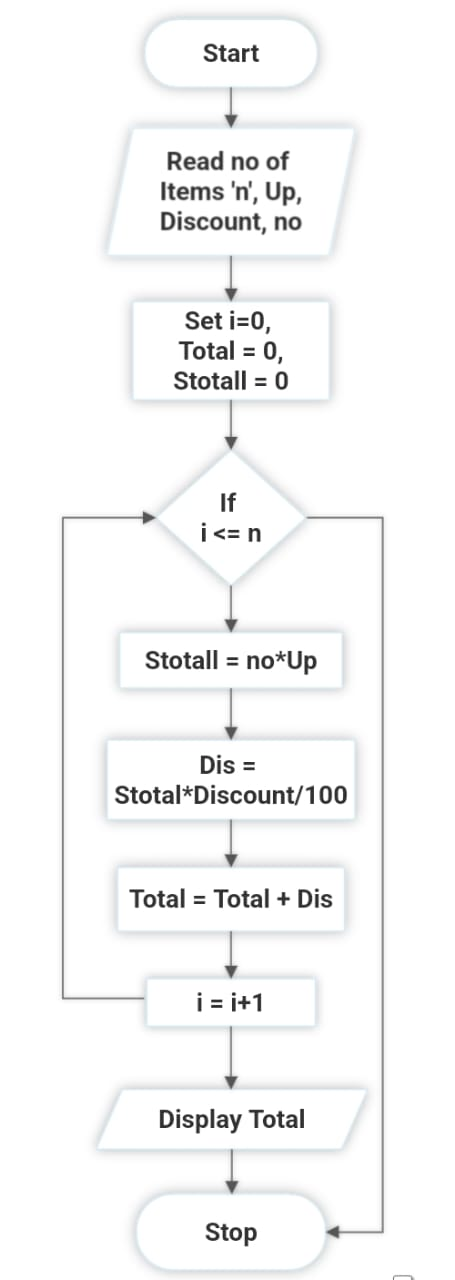 Start
Read no of
Items 'n', Up,
Discount, no
Set i=0,
Total = 0,
Stotall = 0
If
i <= n
Stotall = no*Up
Dis =
Stotal*Discount/100
Total = Total + Dis
i = i+1
Display Total
Stop